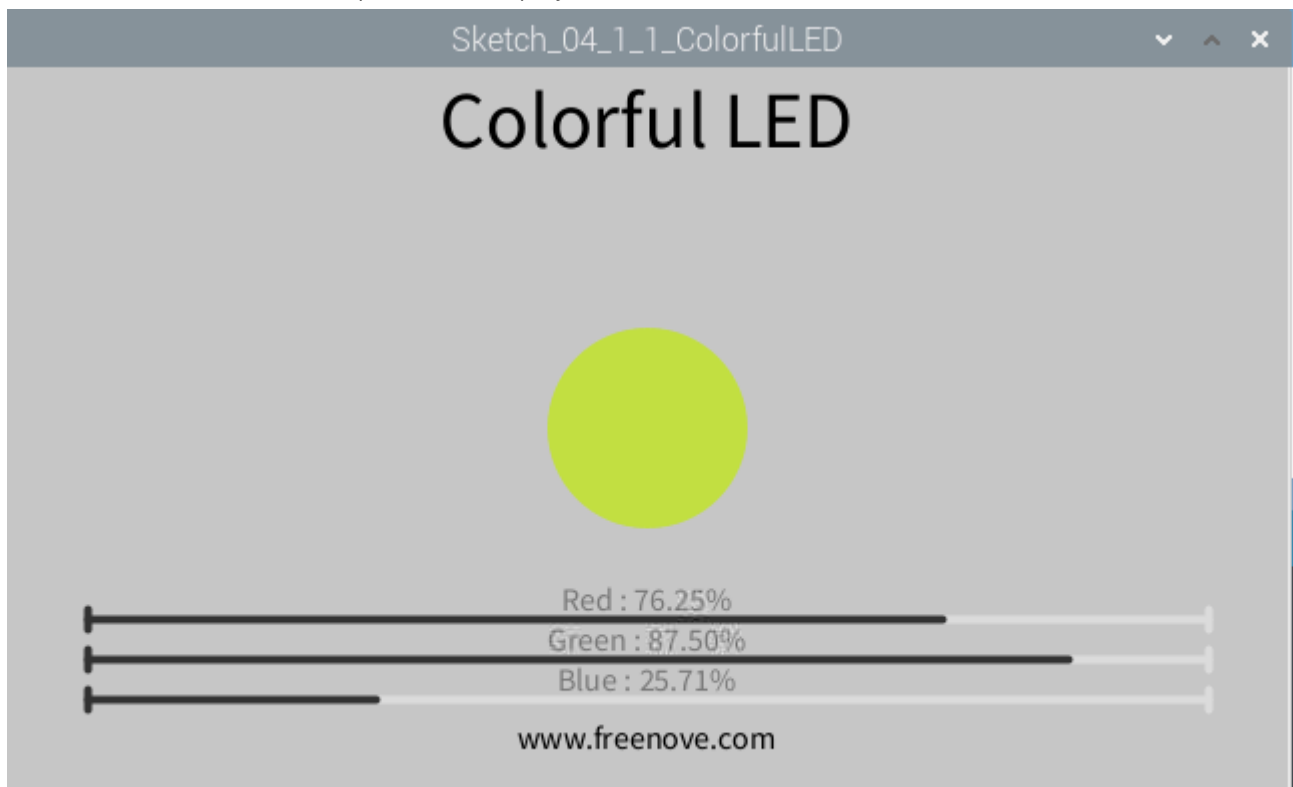 Sketch_04_1_1_ColorfulLED
Colorful LED
Red : 76.25%
Green : 87.50%
Blue : 25.71%
www.freenove.com